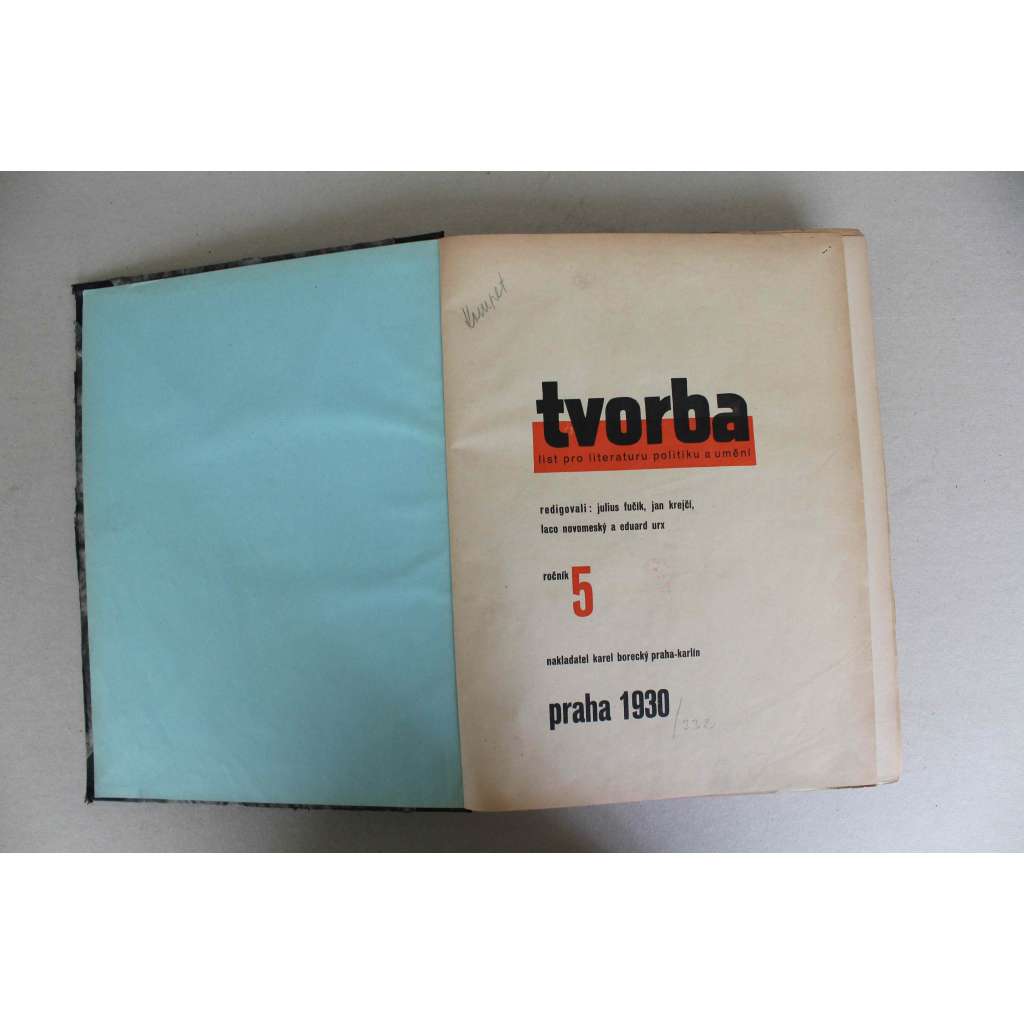 tvorba
list pro literaturu politiku a umění
redigovali: julius fučík, jan krejčí,
laco novomeský a eduard urx
ročník 5
nakladatel karel borecký praha-karlín
praha 1930